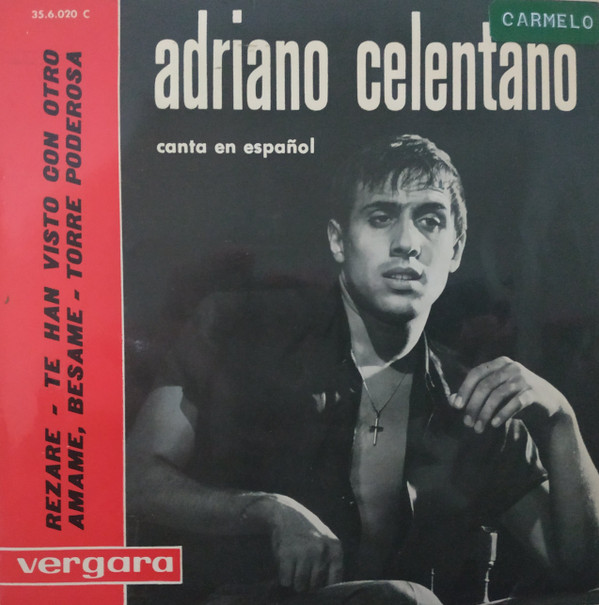 35.6.020 C
CARMELO
adriano celentano
canta en español
REZARE - TE HAN VISTO CON OTRO
AMAME, BESAME - TORRE PODEROSA
vergara